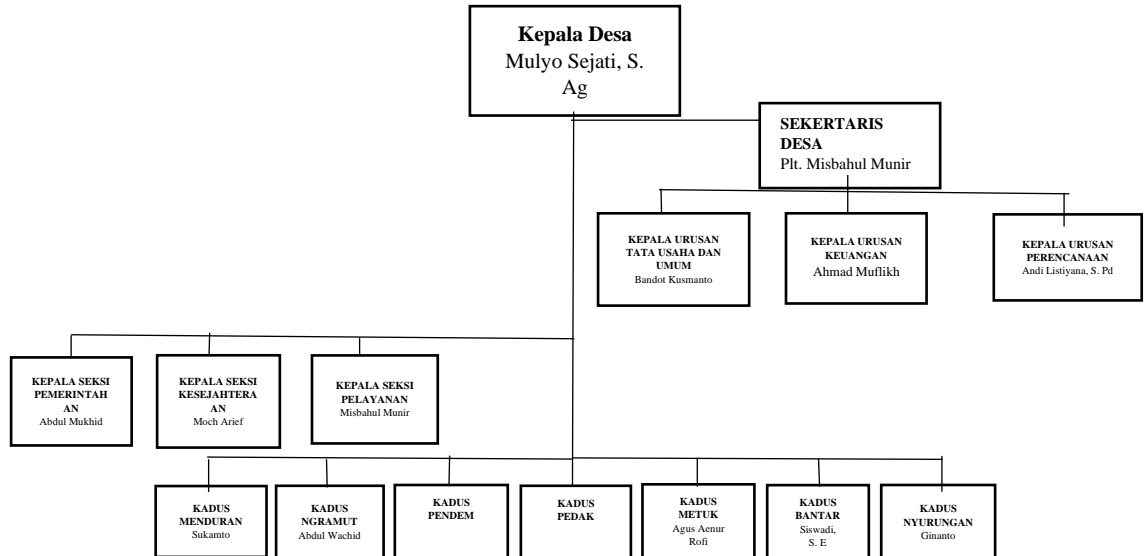 Kepala Desa
Mulyo Sejati, S.
Ag
SEKERTARIS
DESA
Plt. Misbahul Munir
KEPALA URUSAN
TATA USAHA DAN
UMUM
Bandot Kusmanto
KEPALA URUSAN
KEUANGAN
Ahmad Muflikh
KEPALA URUSAN
PERENCANAAN
Andi Listiyana, S. Pd
KEPALA SEKSI
PEMERINTAH
AN
Abdul Mukhid
KEPALA SEKSI
KESEJAHTERA
AN
Moch Arief
KEPALA SEKSI
PELAYANAN
Misbahul Munir
KADUS
MENDURAN
Sukamto
KADUS
NGRAMUT
Abdul Wachid
KADUS
PENDEM
KADUS
PEDAK
KADUS
METUK
Agus Aenur
Rofi
KADUS
BANTAR
Siswadi,
S. E
KADUS
NYURUNGAN
Ginanto